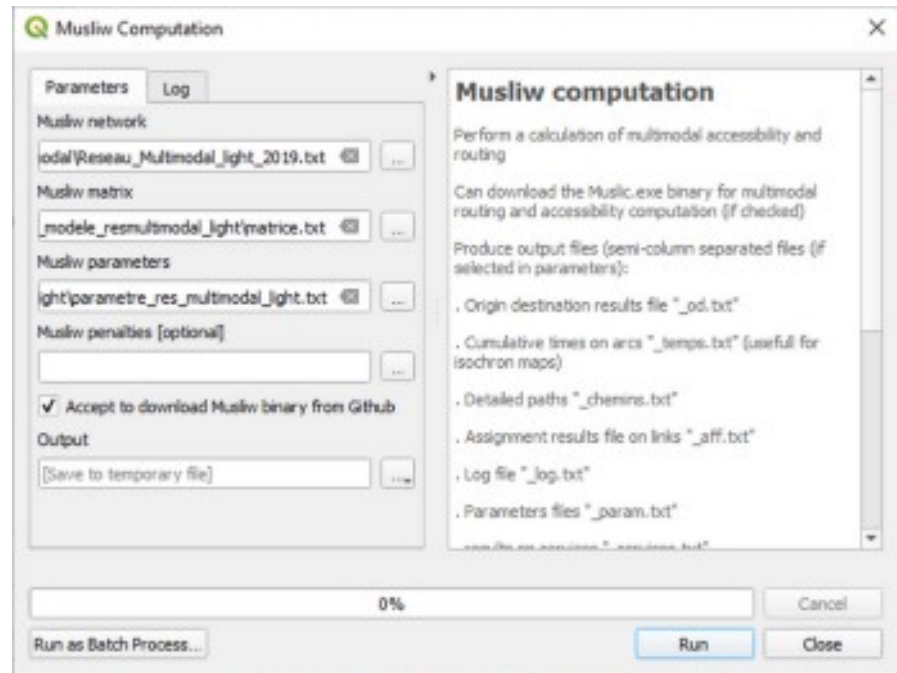 Musliw Computation
Parameters
Log
Musliw network
odal\Reseau_Multimodal_light_2019.txt
...
Musliw matrix
_modele_resmultimodal_light\matrice.txt
...
Musliw parameters
ight\parametre_res_multimodal_light.txt
...
Musliw penalties [optional]
...
Accept to download Musliw binary from Github
Output
[Save to temporary file]
...
Musliw computation
Perform a calculation of multimodal accessibility and
routing
Can download the Muslic.exe binary for multimodal
routing and accessibility computation (if checked)
Produce output files (semi-column separated files (if
selected in parameters):
. Origin destination results file "_od.txt"
. Cumulative times on arcs "_temps.txt" (usefull for
isochron maps)
. Detailed paths "_chemins.txt"
. Assignment results file on links "_aff.txt"
. Log file "_log.txt"
. Parameters files "_param.txt"
0%
Cancel
Run as Batch Process...
Run
Close